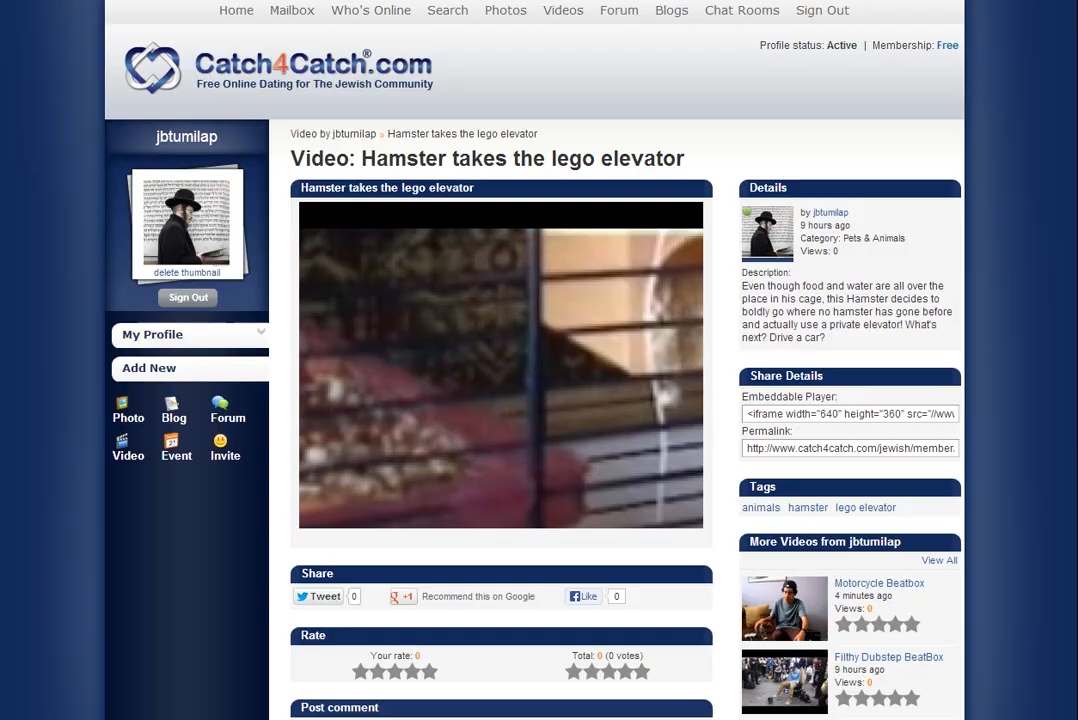 Home Mailbox Who's Online Search Photos Videos Forum Blogs Chat Rooms Sign Out
Profile status: Active | Membership: Free
Catch4Catch.com®
Free Online Dating for The Jewish Community
jbtumilap
delete thumbnail
Sign Out
My Profile
Add New
Photo Blog Forum
Video Event Invite
Video by jbtumilap » Hamster takes the lego elevator
Video: Hamster takes the lego elevator
Hamster takes the lego elevator
Share
Tweet 0 +1 Recommend this on Google Like 0
Rate
Your rate: 0 Total: 0 (0 votes)
Post comment
Details
by jbtumilap
9 hours ago
Category: Pets & Animals
Views: 0
Description:
Even though food and water are all over the
place in his cage, this Hamster decides to
boldly go where no hamster has gone before
and actually use a private elevator! What's
next? Drive a car?
Share Details
Embeddable Player:
<iframe width="640" height="360" src="//ww
Permalink:
http://www.catch4catch.com/jewish/member.
Tags
animals hamster lego elevator
More Videos from jbtumilap
View All
Motorcycle Beatbox
4 minutes ago
Views: 0
Filthy Dubstep BeatBox
9 hours ago
Views: 0